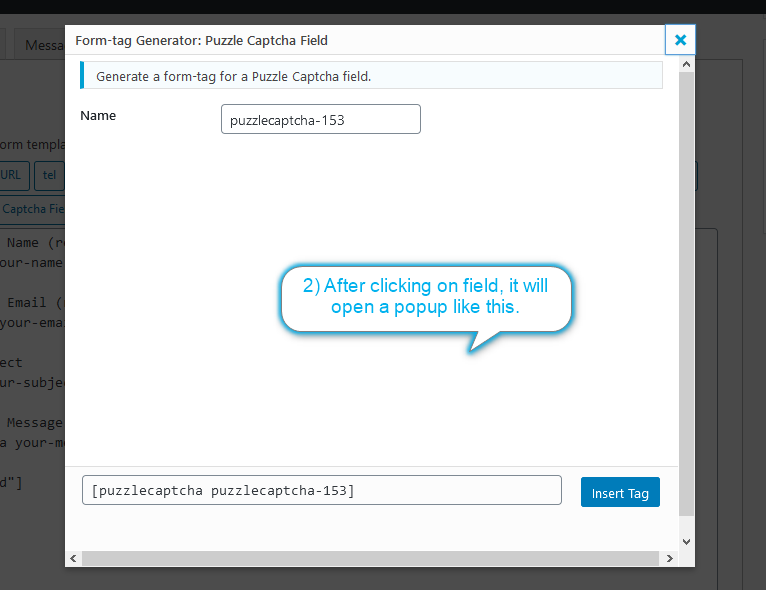 Form-tag Generator: Puzzle Captcha Field
Messa
Generate a form-tag for a Puzzle Captcha field.
Name
puzzlecaptcha-153
orm templa
URL
tel
Captcha Fie
Name (r
our-name
2) After clicking on field, it will
open a popup like this.
Email (
your-ema
ect
ur-subje
Message
a your-m
d"]
[puzzlecaptcha puzzlecaptcha-153]
Insert Tag